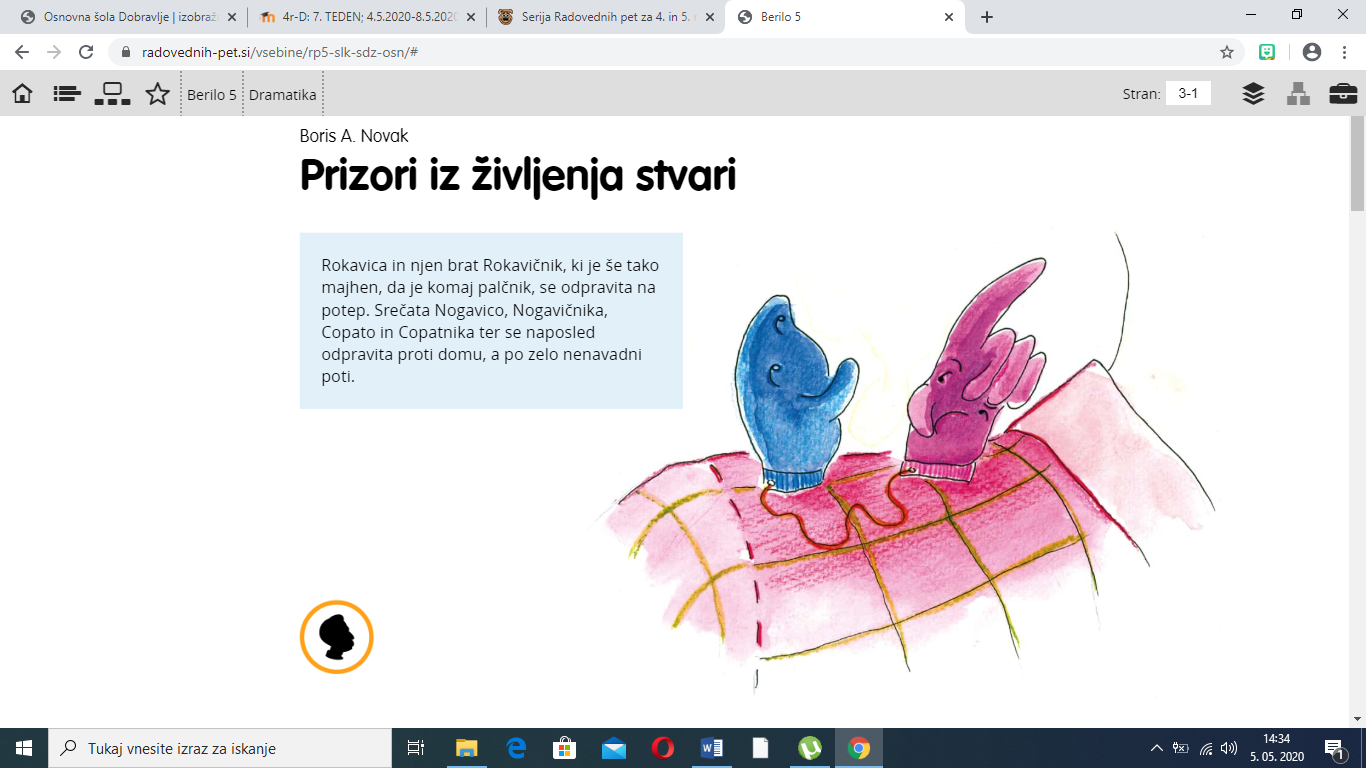 Osnovna šola Dobravlje | izobraž
4r-D: 7. TEDEN; 4.5.2020-8.5.2020
Serija Radovednih pet za 4. in 5.
Berilo 5
radovednih-pet.si/vsebine/rp5-slk-sdz-osn/#
Berilo 5
Dramatika
Stran: 3-1
Boris A. Novak
Prizori iz življenja stvari
Rokavica in njen brat Rokavičnik, ki je še tako
majhen, da je komaj palčnik, se odpravita na
potep. Srečata Nogavico, Nogavičnika,
Copato in Copatnika ter se naposled
odpravita proti domu, a po zelo nenavadni
poti.
Tukaj vnesite izraz za iskanje
14:34
5. 05. 2020
1